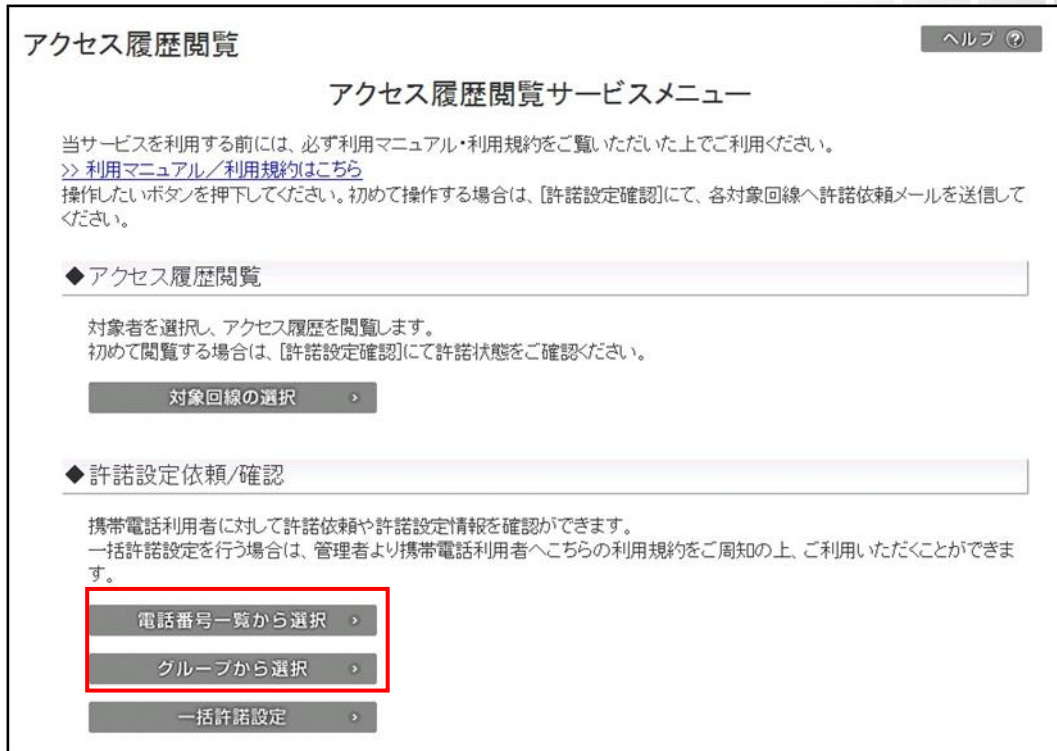 アクセス履歴閲覧
ヘルプ ?
アクセス履歴閲覧サービスメニュー
当サービスを利用する前には、必ず利用マニュアル・利用規約をご覧いただいた上でご利用ください。
>> 利用マニュアル／利用規約はこちら
操作したいボタンを押下してください。初めて操作する場合は、[許諾設定確認]にて、各対象回線へ許諾依頼メールを送信して
ください。
◆アクセス履歴閲覧
対象者を選択し、アクセス履歴を閲覧します。
初めて閲覧する場合は、[許諾設定確認]にて許諾状態をご確認ください。
対象回線の選択 ›
◆許諾設定依頼/確認
携帯電話利用者に対して許諾依頼や許諾設定情報を確認ができます。
一括許諾設定を行う場合は、管理者より携帯電話利用者へこちらの利用規約をご周知の上、ご利用いただくことができま
す。
電話番号一覧から選択 ›
グループから選択 ›
一括許諾設定 ›